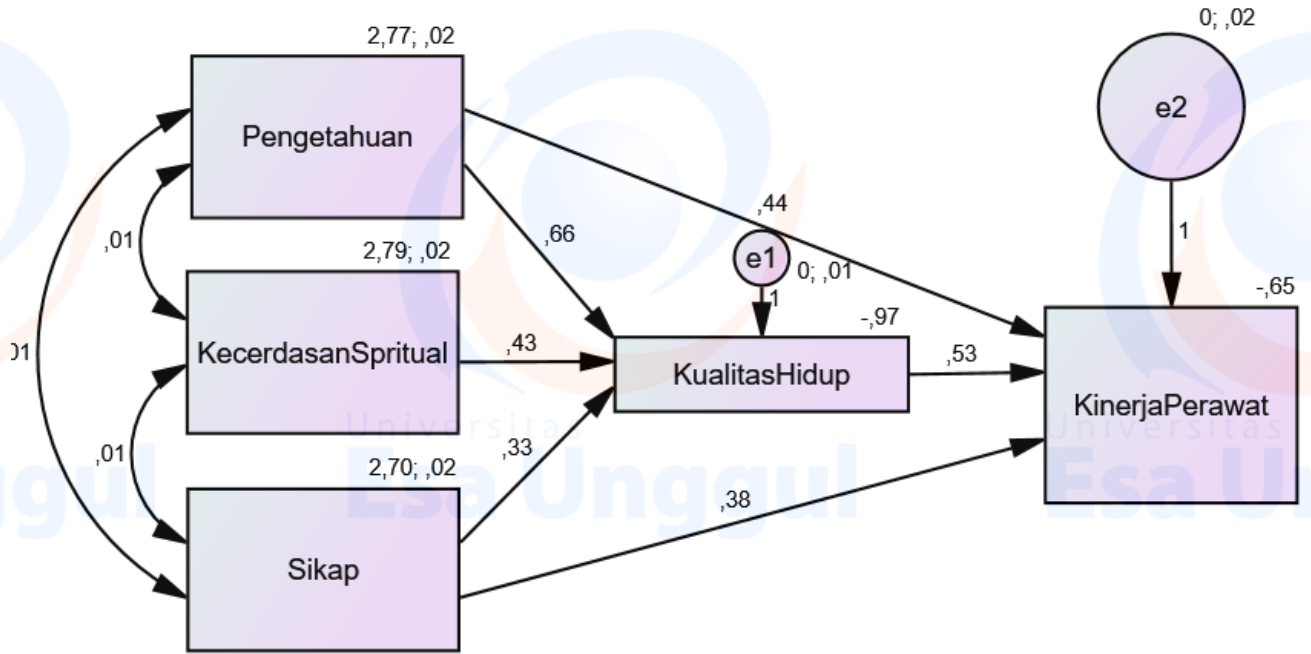 0; ,02
2,77; ,02
e2
Pengetahuan
,44
1
,66
,01
2,79; ,02
e1
0; ,01
1
-,65
-,97
KecerdasanSpritual
,43
KualitasHidup
,53
01
KinerjaPerawat
Universitas
Universitas
,33
,01
2,70; ,02
ggul
Esa Unggul
Esa U
,38
Sikap